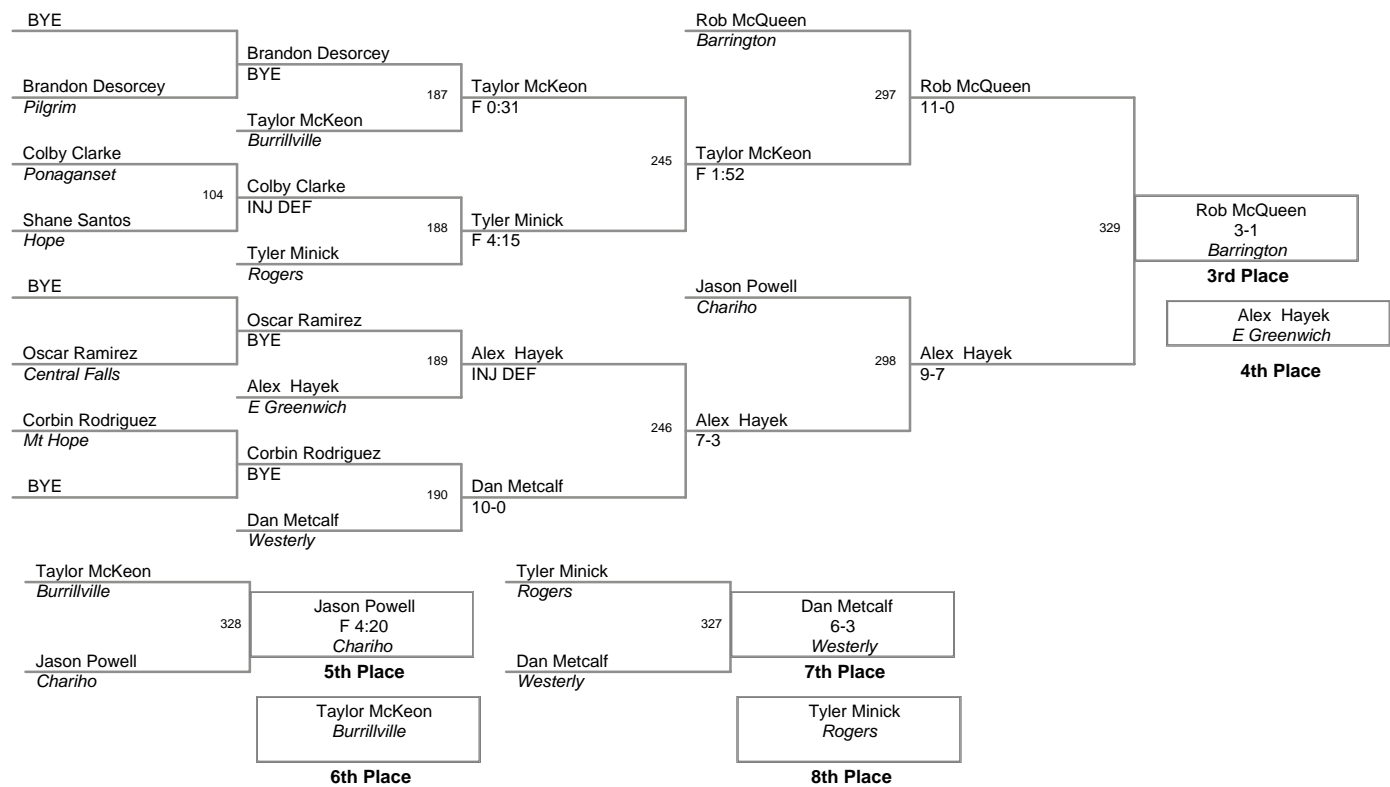 BYE
Brandon Desorcey
Pilgrim
Colby Clarke
Ponaganset
104
Shane Santos
Hope
BYE
Oscar Ramirez
Central Falls
Corbin Rodriguez
Mt Hope
BYE
Brandon Desorcey
BYE
187
Taylor McKeon
Burrillville
Colby Clarke
INJ DEF
188
Tyler Minick
Rogers
Oscar Ramirez
BYE
189
Alex Hayek
E Greenwich
Corbin Rodriguez
BYE
190
Dan Metcalf
Westerly
Taylor McKeon
F 0:31
245
Tyler Minick
F 4:15
Alex Hayek
INJ DEF
246
Dan Metcalf
10-0
Rob McQueen
Barrington
297
Taylor McKeon
F 1:52
Jason Powell
Chariho
298
Alex Hayek
7-3
Rob McQueen
11-0
329
Alex Hayek
9-7
Rob McQueen
3-1
Barrington
3rd Place
Alex Hayek
E Greenwich
4th Place
Taylor McKeon
Burrillville
328
Jason Powell
Chariho
Jason Powell
F 4:20
Chariho
5th Place
Taylor McKeon
Burrillville
6th Place
Tyler Minick
Rogers
327
Dan Metcalf
Westerly
Dan Metcalf
6-3
Westerly
7th Place
Tyler Minick
Rogers
8th Place